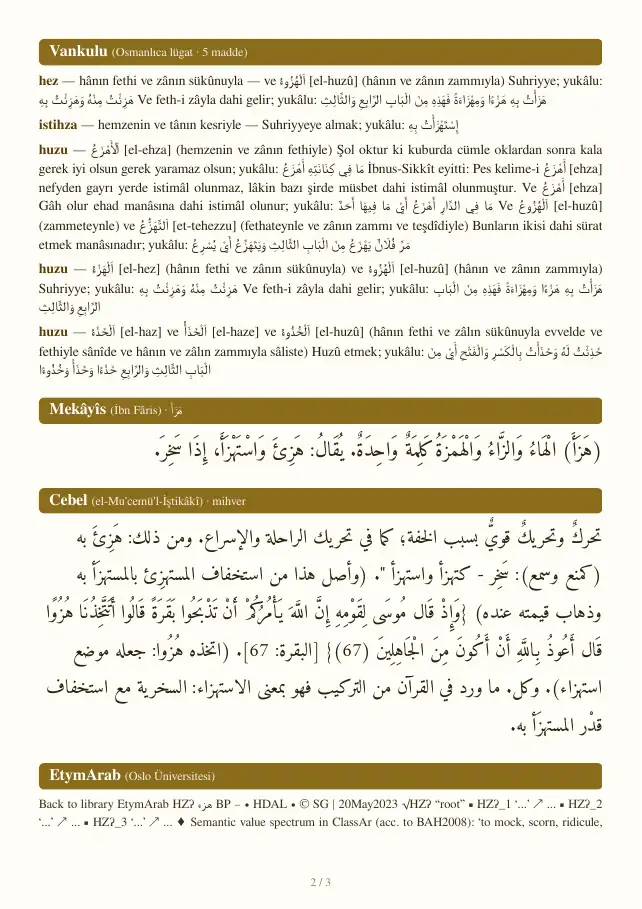 Vankulu (Osmanlıca lügat · 5 madde)
hez — hânın fethi ve zânın sükûnuyla — ve اَلْهُزُوءُ [el-huzû] (hânın ve zânın zammıyla) Suhriyye; yukâlu:
هَزِئْتُ مِنْهُ وَهَزِئْتُ بِهِ Ve feth-i zâyla dahi gelir; yukâlu: هَزَأْتُ بِهِ هَزْءًا وَمِهْزَاءَةً فَهَذِهِ مِنَ الْبَابِ الرَّابِعِ وَالثَّالِثِ
istihza — hemzenin ve tânın kesriyle — Suhriyyeye almak; yukâlu: إِسْتَهْزَأْتُ بِهِ
huzu — اَلْأَهْزَعُ [el-ehza] (hemzenin ve zânın fethiyle) Şol oktur ki kuburda cümle oklardan sonra kala
gerek iyi olsun gerek yaramaz olsun; yukâlu: مَا فِي كِنَانَتِهِ أَهْزَعُ İbnus-Sikkît eyitti: Pes kelime-i أَهْزَعُ [ehza]
nefyden gayrı yerde istimâl olunmaz, lâkin bazı şirde müsbet dahi istimâl olunmuştur. Ve أَهْزَعُ [ehza]
Gâh olur ehad manâsına dahi istimâl olunur; yukâlu: مَا فِي الدَّارِ أَهْزَعُ أَيْ مَا فِيهَا أَحَدٌ Ve اَلْهُزُوعُ [el-huzû]
(zammeteynle) ve اَلتَّهَزُّعُ [et-tehezzu] (fethateynle ve zânın zammı ve teşdîdiyle) Bunların ikisi dahi sürat
etmek manâsınadır; yukâlu: مَرَّ فُلَانٌ يَهْزَعُ مِنَ الْبَابِ الثَّالِثِ وَيَتَهَزَّعُ أَيْ يُسْرِعُ
huzu — اَلْهَزْءُ [el-hez] (hânın fethi ve zânın sükûnuyla) ve اَلْهُزُوءُ [el-huzû] (hânın ve zânın zammıyla)
Suhriye; yukâlu: هَزِئْتُ مِنْهُ وَهَزِئْتُ بِهِ Ve feth-i zâyla dahi gelir; yukâlu: هَزَأْتُ بِهِ هَزْءًا وَمِهْزَاءَةً فَهَذِهِ مِنَ الْبَابِ
الرَّابِعِ وَالثَّالِثِ
huzu — اَلْخَذْءُ [el-haz] ve اَلْخَذَأُ [el-haze] ve اَلْخُذُوءُ [el-huzû] (hânın fethi ve zâlın sükûnuyla evvelde ve
fethiyle sânîde ve hânın ve zâlın zammıyla sâliste) Huzû etmek; yukâlu: خَذِئْتُ لَهُ وَخَذَأْتُ بِالْكَسْرِ وَالْفَتْحِ أَيْ مِنَ
الْبَابِ الثَّالِثِ وَالرَّابِعِ خَذْءًا وَخَذَأً وَخُذُوءًا
Mekâyîs (İbn Fâris) · هَزَأَ
(هَزَأَ) الْهَاءُ وَالزَّاءُ وَالْهَمْزَةُ كَلِمَةٌ وَاحِدَةٌ. يُقَالُ: هَزِئَ وَاسْتَهْزَأَ، إِذَا سَخِرَ.
Cebel (el-Mu'cemü'l-İştikâkî) · mihver
تحركٌ وتحريكٌ قويٌّ بسبب الخفة؛ كما في تحريك الراحلة والإسراع. ومن ذلك: هَزِئَ به
(كمنع وسمع): سَخِر - كتهزأ واستهزأ ". (وأصل هذا من استخفاف المستهزِئ بالمستهزَأ به
وذهاب قيمته عنده) {وَإِذْ قَالَ مُوسَى لِقَوْمِهِ إِنَّ اللَّهَ يَأْمُرُكُمْ أَنْ تَذْبَحُوا بَقَرَةً قَالُوا أَتَتَّخِذُنَا هُزُوًا
قَالَ أَعُوذُ بِاللَّهِ أَنْ أَكُونَ مِنَ الْجَاهِلِينَ (67)} [البقرة: 67]. (اتخذه هزُوا: جعله موضع
استهزاء). وكل. ما ورد في القرآن من التركيب فهو بمعنى الاستهزاء: السخرية مع استخفاف
قدْر المستهزَأ به.
EtymArab (Oslo Üniversitesi)
Back to library EtymArab HZʔ هزء BP – • HDAL • © SG | 20May2023 √HZʔ “root” ▪ HZʔ_1 ‘...’ ↗ ... ▪ HZʔ_2
‘...’ ↗ ... ▪ HZʔ_3 ‘...’ ↗ ... ♦ Semantic value spectrum in ClassAr (acc. to BAH2008): ‘to mock, scorn, ridicule,
2 / 3